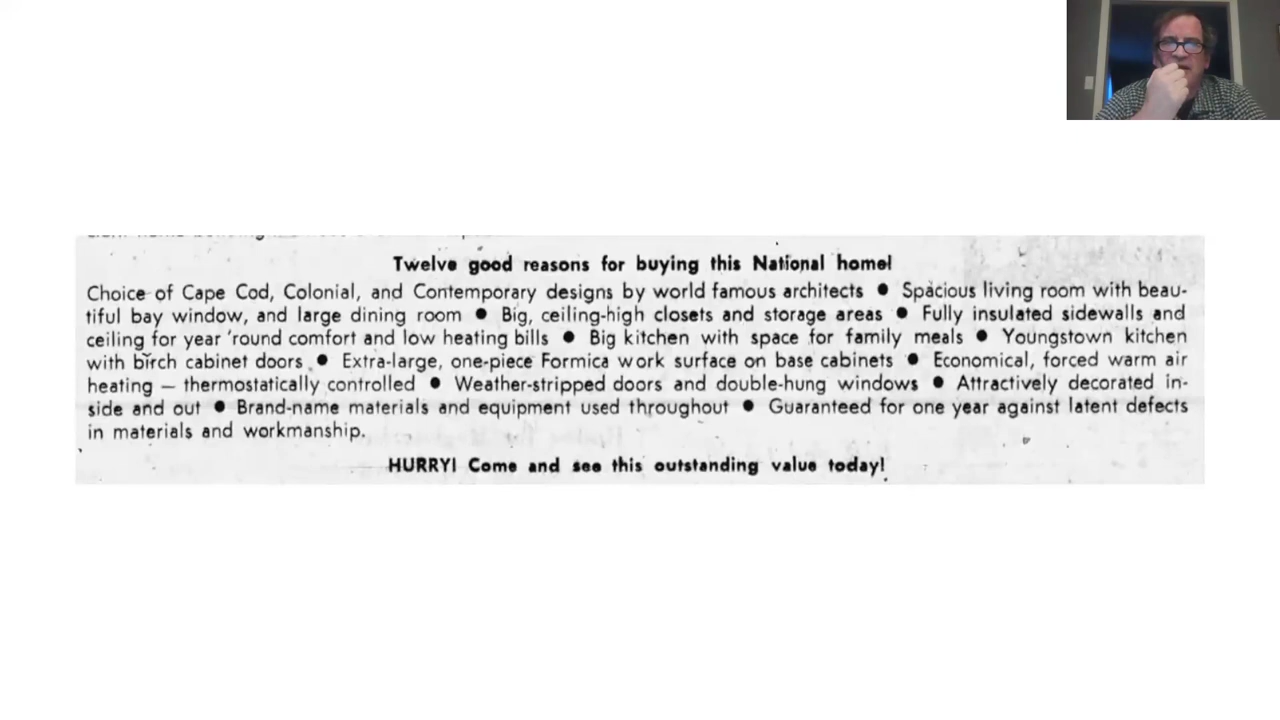 Twelve good reasons for buying this National home!
Choice of Cape Cod, Colonial, and Contemporary designs by world famous architects ● Spacious living room with beau-
tiful bay window, and large dining room ● Big, ceiling-high closets and storage areas ● Fully insulated sidewalls and
ceiling for year 'round comfort and low heating bills ● Big kitchen with space for family meals ● Youngstown kitchen
with birch cabinet doors ● Extra-large, one-piece Formica work surface on base cabinets ● Economical, forced warm air
heating — thermostatically controlled ● Weather-stripped doors and double-hung windows ● Attractively decorated in-
side and out ● Brand-name materials and equipment used throughout ● Guaranteed for one year against latent defects
in materials and workmanship.
HURRY! Come and see this outstanding value today!